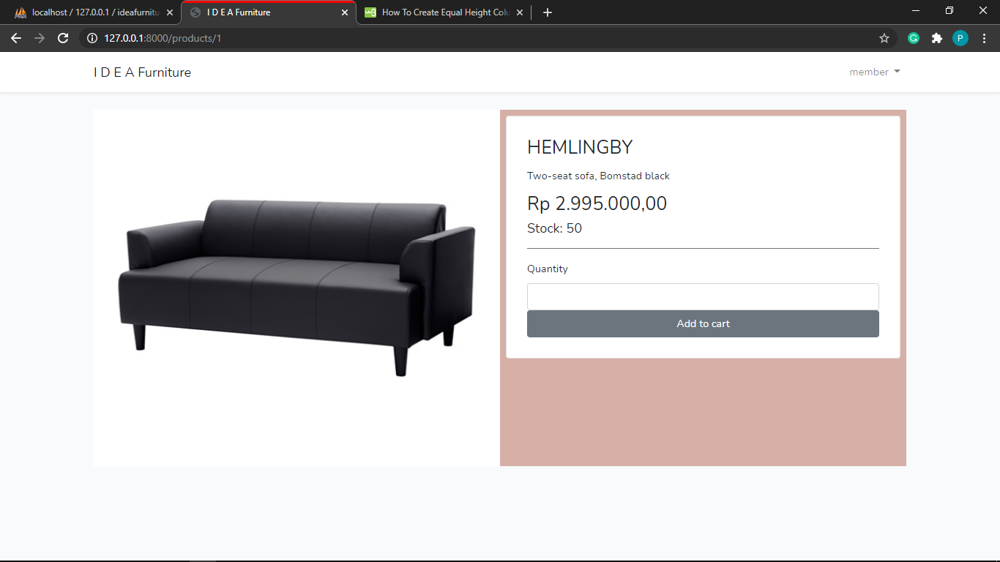 localhost / 127.0.0.1 / ideafurnitu
I D E A Furniture
How To Create Equal Height Colu
127.0.0.1:8000/products/1
G
P
I D E A Furniture
member
HEMLINGBY
Two-seat sofa, Bomstad black
Rp 2.995.000,00
Stock: 50
Quantity
Add to cart